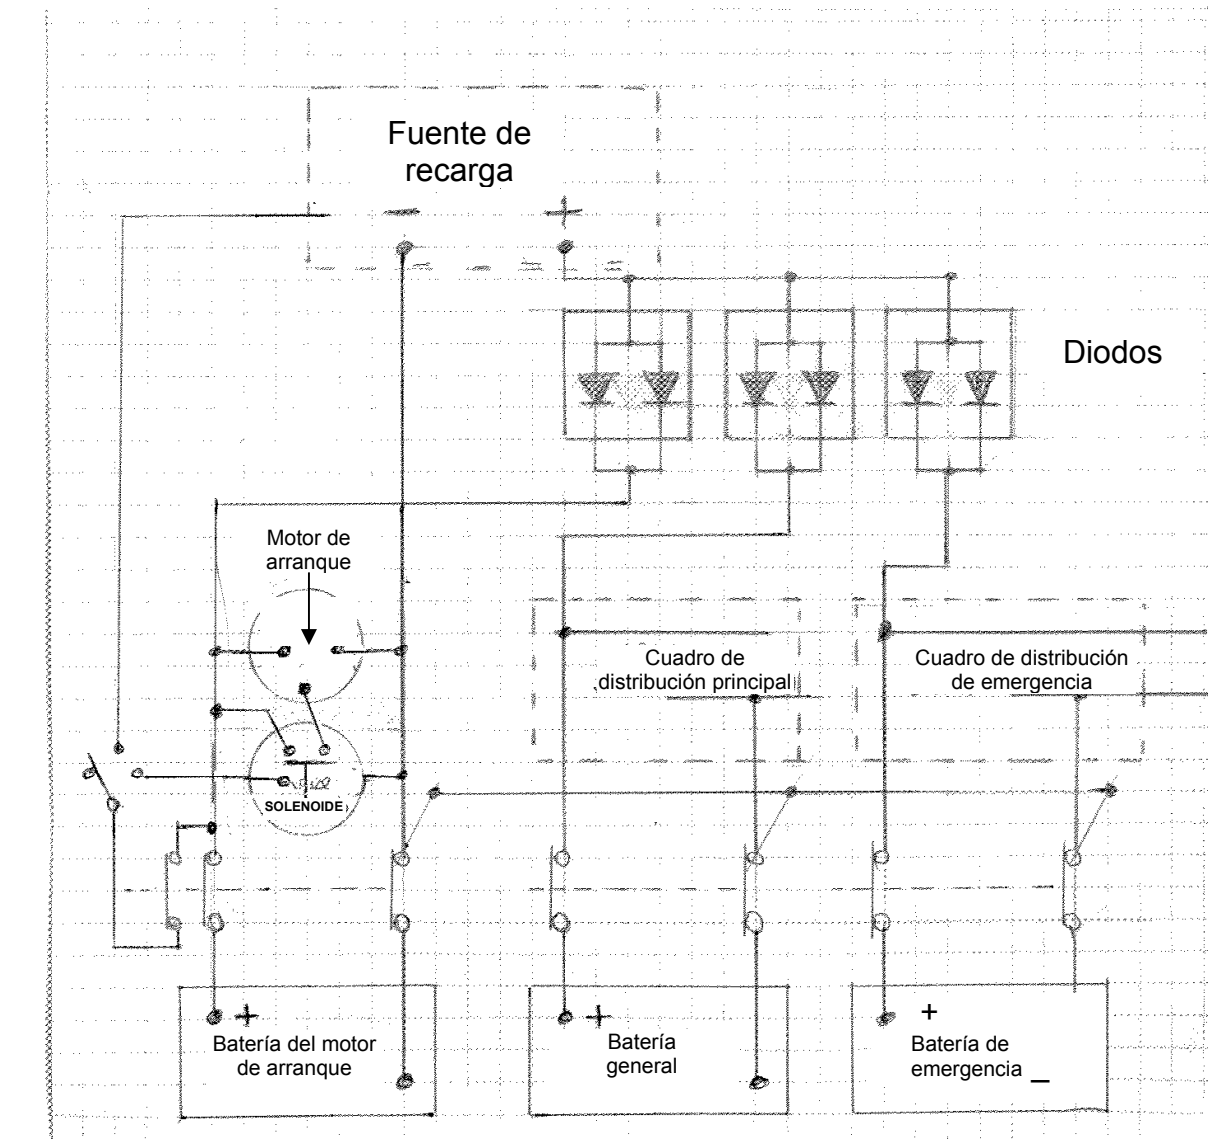 Fuente de
recarga
− +
Diodos
Motor de
arranque
Cuadro de
distribución principal
Cuadro de distribución
de emergencia
SOLENOIDE
+
Batería del motor
de arranque
+
Batería
general
+
Batería de
emergencia −